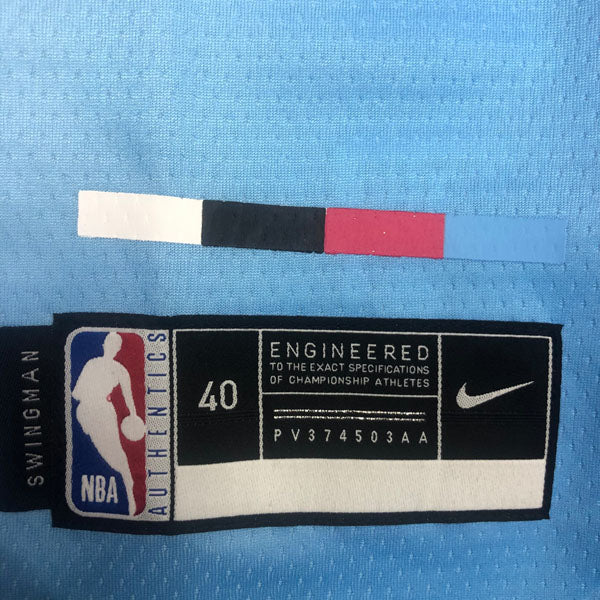 SWINGMAN
NBA
AUTHENTICS
40
ENGINEERED
TO THE EXACT SPECIFICATIONS
OF CHAMPIONSHIP ATHLETES
PV374503AA